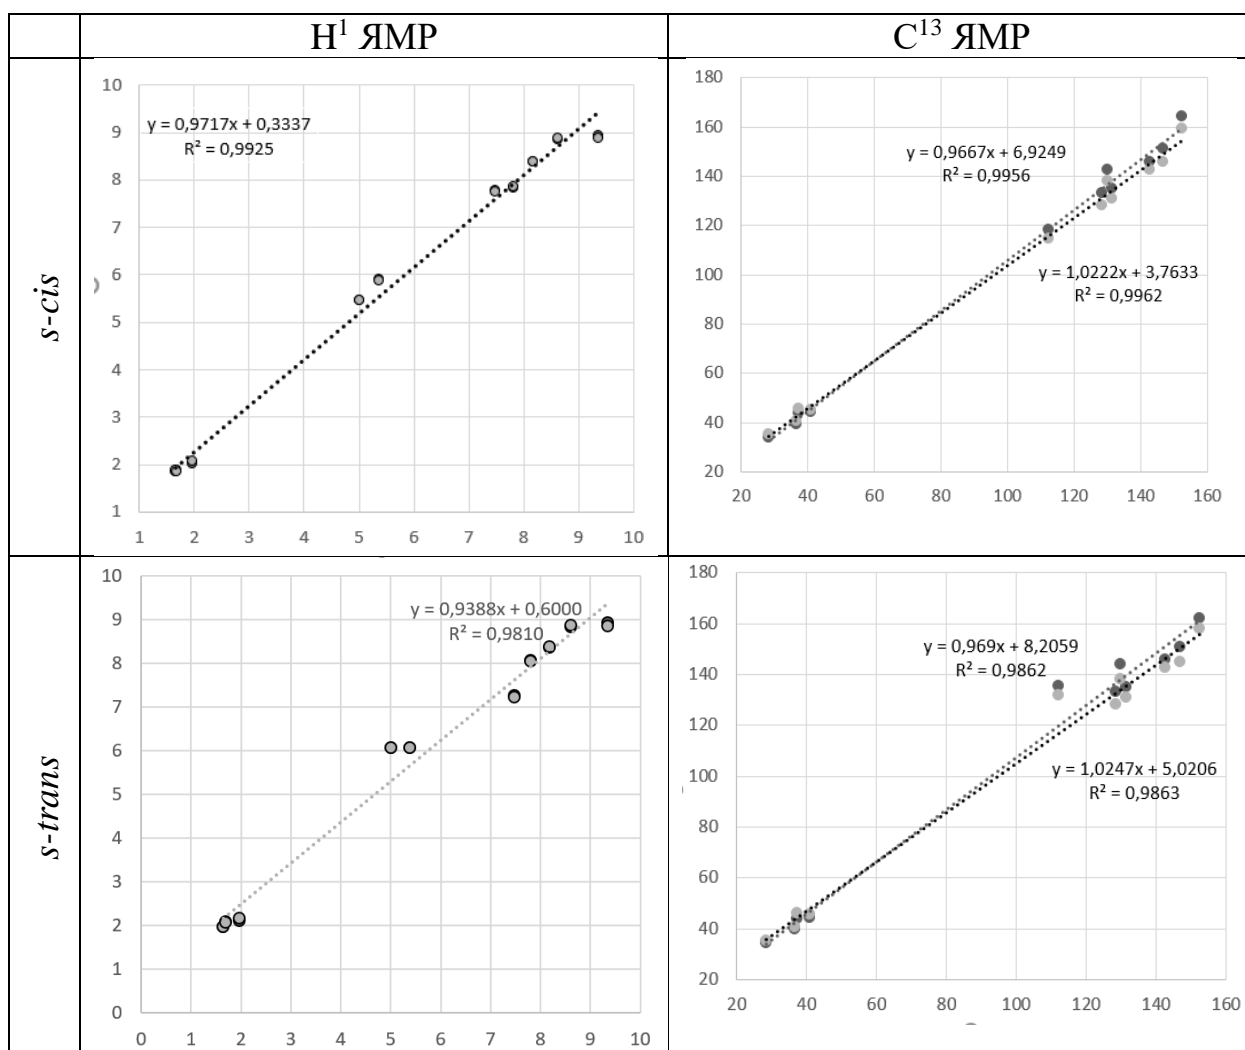 H¹ ЯМР
C¹³ ЯМР
s-cis
10
9
8
7
6
5
4
3
2
1
1 2 3 4 5 6 7 8 9 10
y = 0,9717x + 0,3337
R² = 0,9925
180
160
140
120
100
80
60
40
20
20 40 60 80 100 120 140 160
y = 0,9667x + 6,9249
R² = 0,9956
y = 1,0222x + 3,7633
R² = 0,9962
s-trans
10
9
8
7
6
5
4
3
2
1
0
0 1 2 3 4 5 6 7 8 9 10
y = 0,9388x + 0,6000
R² = 0,9810
180
160
140
120
100
80
60
40
20
20 40 60 80 100 120 140 160
y = 0,969x + 8,2059
R² = 0,9862
y = 1,0247x + 5,0206
R² = 0,9863